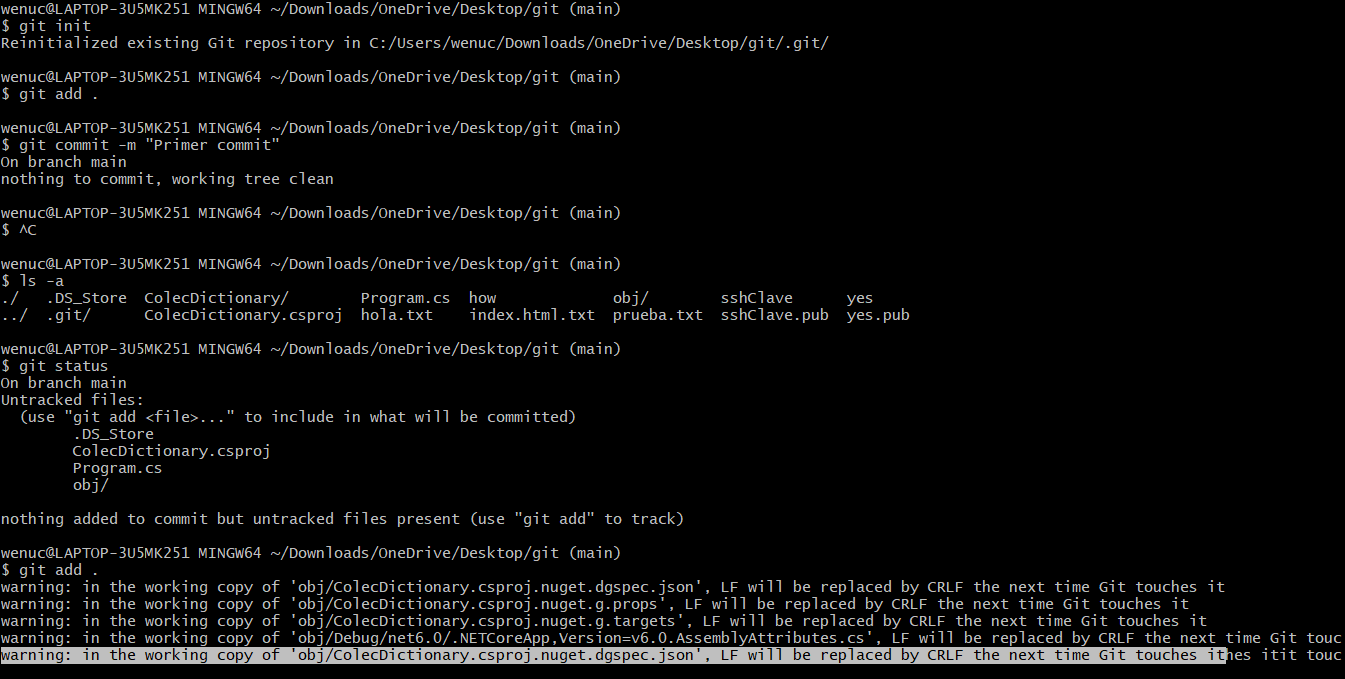 wenuc@LAPTOP-3U5MK251 MINGW64 ~/Downloads/OneDrive/Desktop/git (main)
$ git init
Reinitialized existing Git repository in C:/Users/wenuc/Downloads/OneDrive/Desktop/git/.git/
wenuc@LAPTOP-3U5MK251 MINGW64 ~/Downloads/OneDrive/Desktop/git (main)
$ git add .
wenuc@LAPTOP-3U5MK251 MINGW64 ~/Downloads/OneDrive/Desktop/git (main)
$ git commit -m "Primer commit"
On branch main
nothing to commit, working tree clean
wenuc@LAPTOP-3U5MK251 MINGW64 ~/Downloads/OneDrive/Desktop/git (main)
$ ^C
wenuc@LAPTOP-3U5MK251 MINGW64 ~/Downloads/OneDrive/Desktop/git (main)
$ ls -a
./   .DS_Store  ColecDictionary/        Program.cs  how             obj/        sshClave      yes
../  .git/      ColecDictionary.csproj  hola.txt    index.html.txt  prueba.txt  sshClave.pub  yes.pub
wenuc@LAPTOP-3U5MK251 MINGW64 ~/Downloads/OneDrive/Desktop/git (main)
$ git status
On branch main
Untracked files:
  (use "git add <file>..." to include in what will be committed)
        .DS_Store
        ColecDictionary.csproj
        Program.cs
        obj/
nothing added to commit but untracked files present (use "git add" to track)
wenuc@LAPTOP-3U5MK251 MINGW64 ~/Downloads/OneDrive/Desktop/git (main)
$ git add .
warning: in the working copy of 'obj/ColecDictionary.csproj.nuget.dgspec.json', LF will be replaced by CRLF the next time Git touches it
warning: in the working copy of 'obj/ColecDictionary.csproj.nuget.g.props', LF will be replaced by CRLF the next time Git touches it
warning: in the working copy of 'obj/ColecDictionary.csproj.nuget.g.targets', LF will be replaced by CRLF the next time Git touches it
warning: in the working copy of 'obj/Debug/net6.0/.NETCoreApp,Version=v6.0.AssemblyAttributes.cs', LF will be replaced by CRLF the next time Git touc
warning: in the working copy of 'obj/ColecDictionary.csproj.nuget.dgspec.json', LF will be replaced by CRLF the next time Git touches ithes itit touc